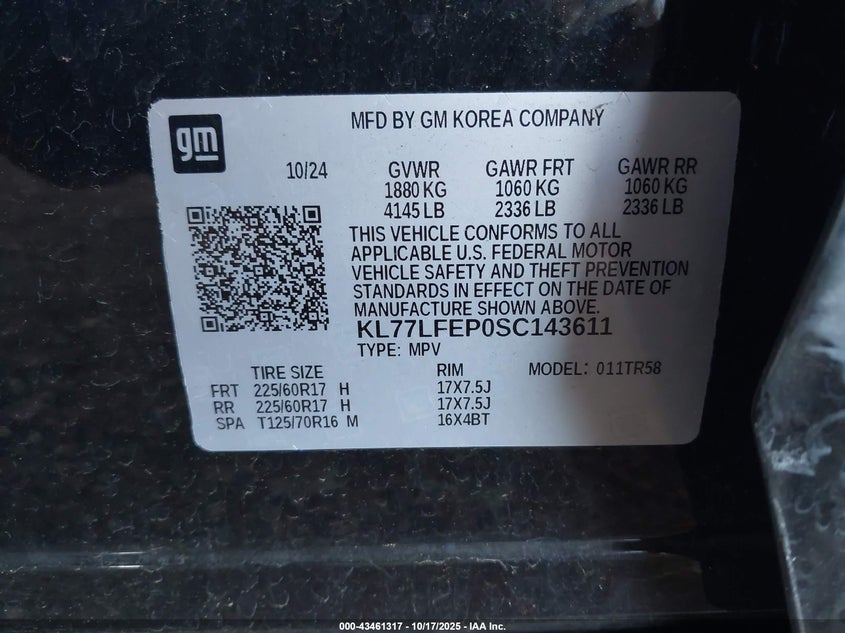 gm
MFD BY GM KOREA COMPANY
10/24 GVWR GAWR FRT GAWR RR
1880 KG 1060 KG 1060 KG
4145 LB 2336 LB 2336 LB
THIS VEHICLE CONFORMS TO ALL
APPLICABLE U.S. FEDERAL MOTOR
VEHICLE SAFETY AND THEFT PREVENTION
STANDARDS IN EFFECT ON THE DATE OF
MANUFACTURE SHOWN ABOVE.
KL77LFEP0SC143611
TYPE: MPV
TIRE SIZE RIM MODEL: 011TR58
FRT 225/60R17 H 17X7.5J
RR 225/60R17 H 17X7.5J
SPA T125/70R16 M 16X4BT
000-43461317 - 10/17/2025 - IAA Inc.